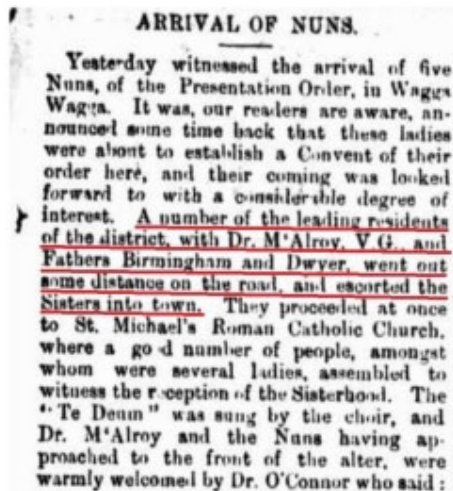 ARRIVAL OF NUNS.
Yesterday witnessed the arrival of five
Nuns, of the Presentation Order, in Wagga
Wagga. It was, our readers are aware, an-
nounced some time back that these ladies
were about to establish a Convent of their
order here, and their coming was looked
forward to with a considerable degree of
interest. A number of the leading residents
of the district, with Dr. M'Alroy, V.G., and
Fathers Birmingham and Dwyer, went out
some distance on the road, and escorted the
Sisters into town. They proceeded at once
to St. Michael's Roman Catholic Church,
where a good number of people, amongst
whom were several ladies, assembled to
witness the reception of the Sisterhood. The
"Te Deum" was sung by the choir, and
Dr. M'Alroy and the Nuns having ap-
proached to the front of the alter, were
warmly welcomed by Dr. O'Connor who said :